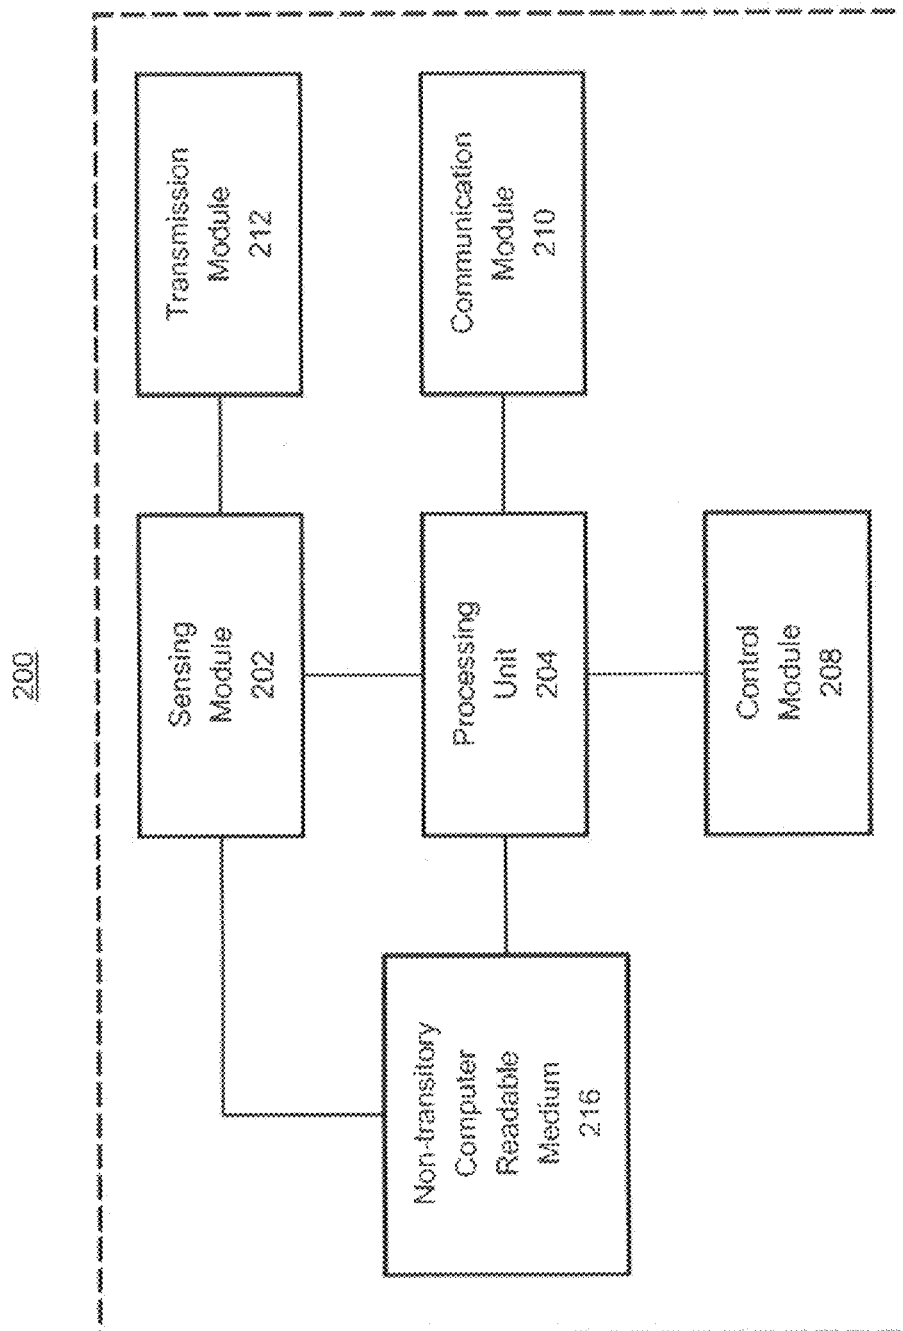 200
Sensing
Module
202
Transmission
Module
212
Non-transitory
Computer
Readable
Medium
216
Processing
Unit
204
Communication
Module
210
Control
Module
208